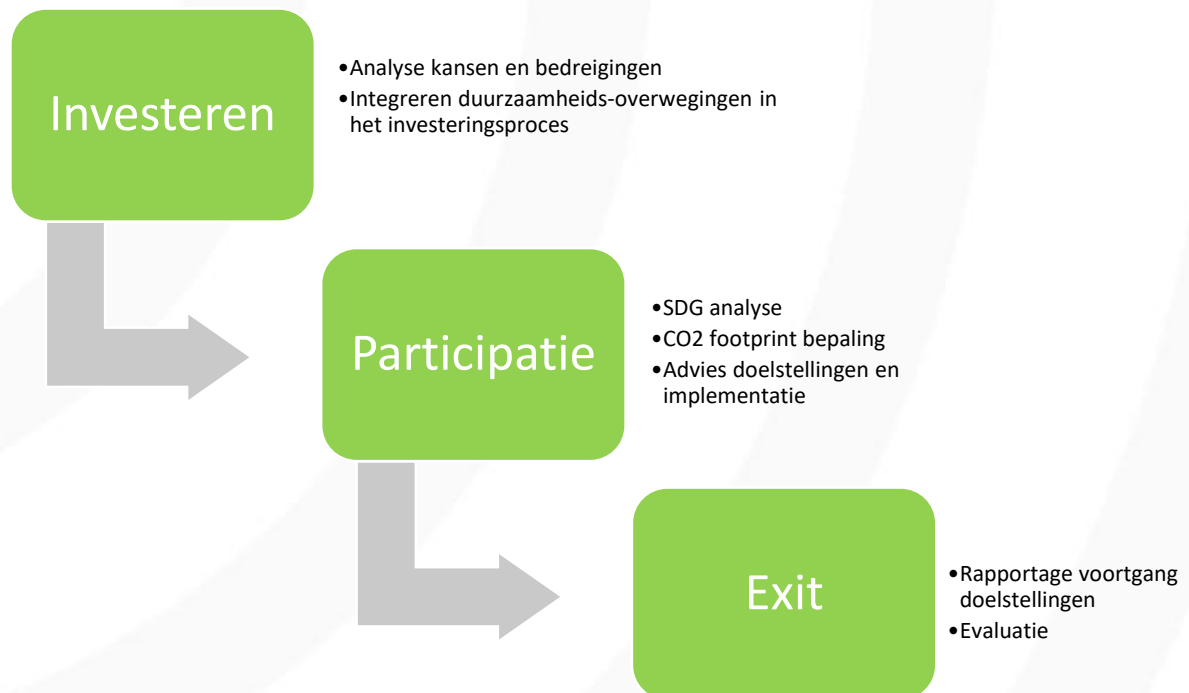 Investeren
•Analyse kansen en bedreigingen
•Integreren duurzaamheids-overwegingen in
het investeringsproces
Participatie
•SDG analyse
•CO2 footprint bepaling
•Advies doelstellingen en
implementatie
Exit
•Rapportage voortgang
doelstellingen
•Evaluatie